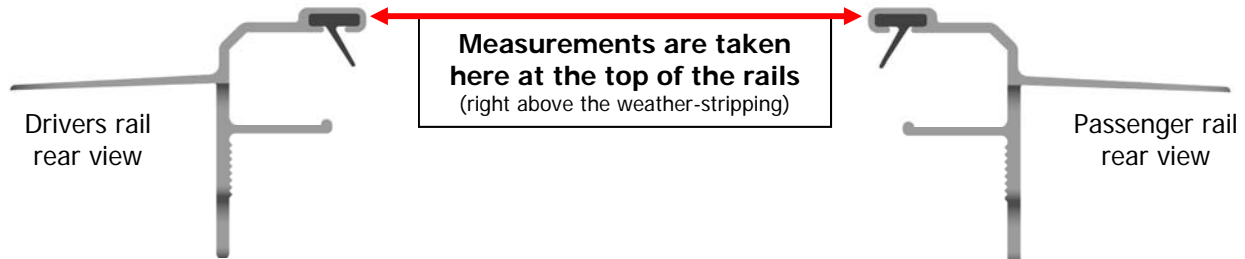 Measurements are taken
here at the top of the rails
(right above the weather-stripping)
Drivers rail
rear view
Passenger rail
rear view